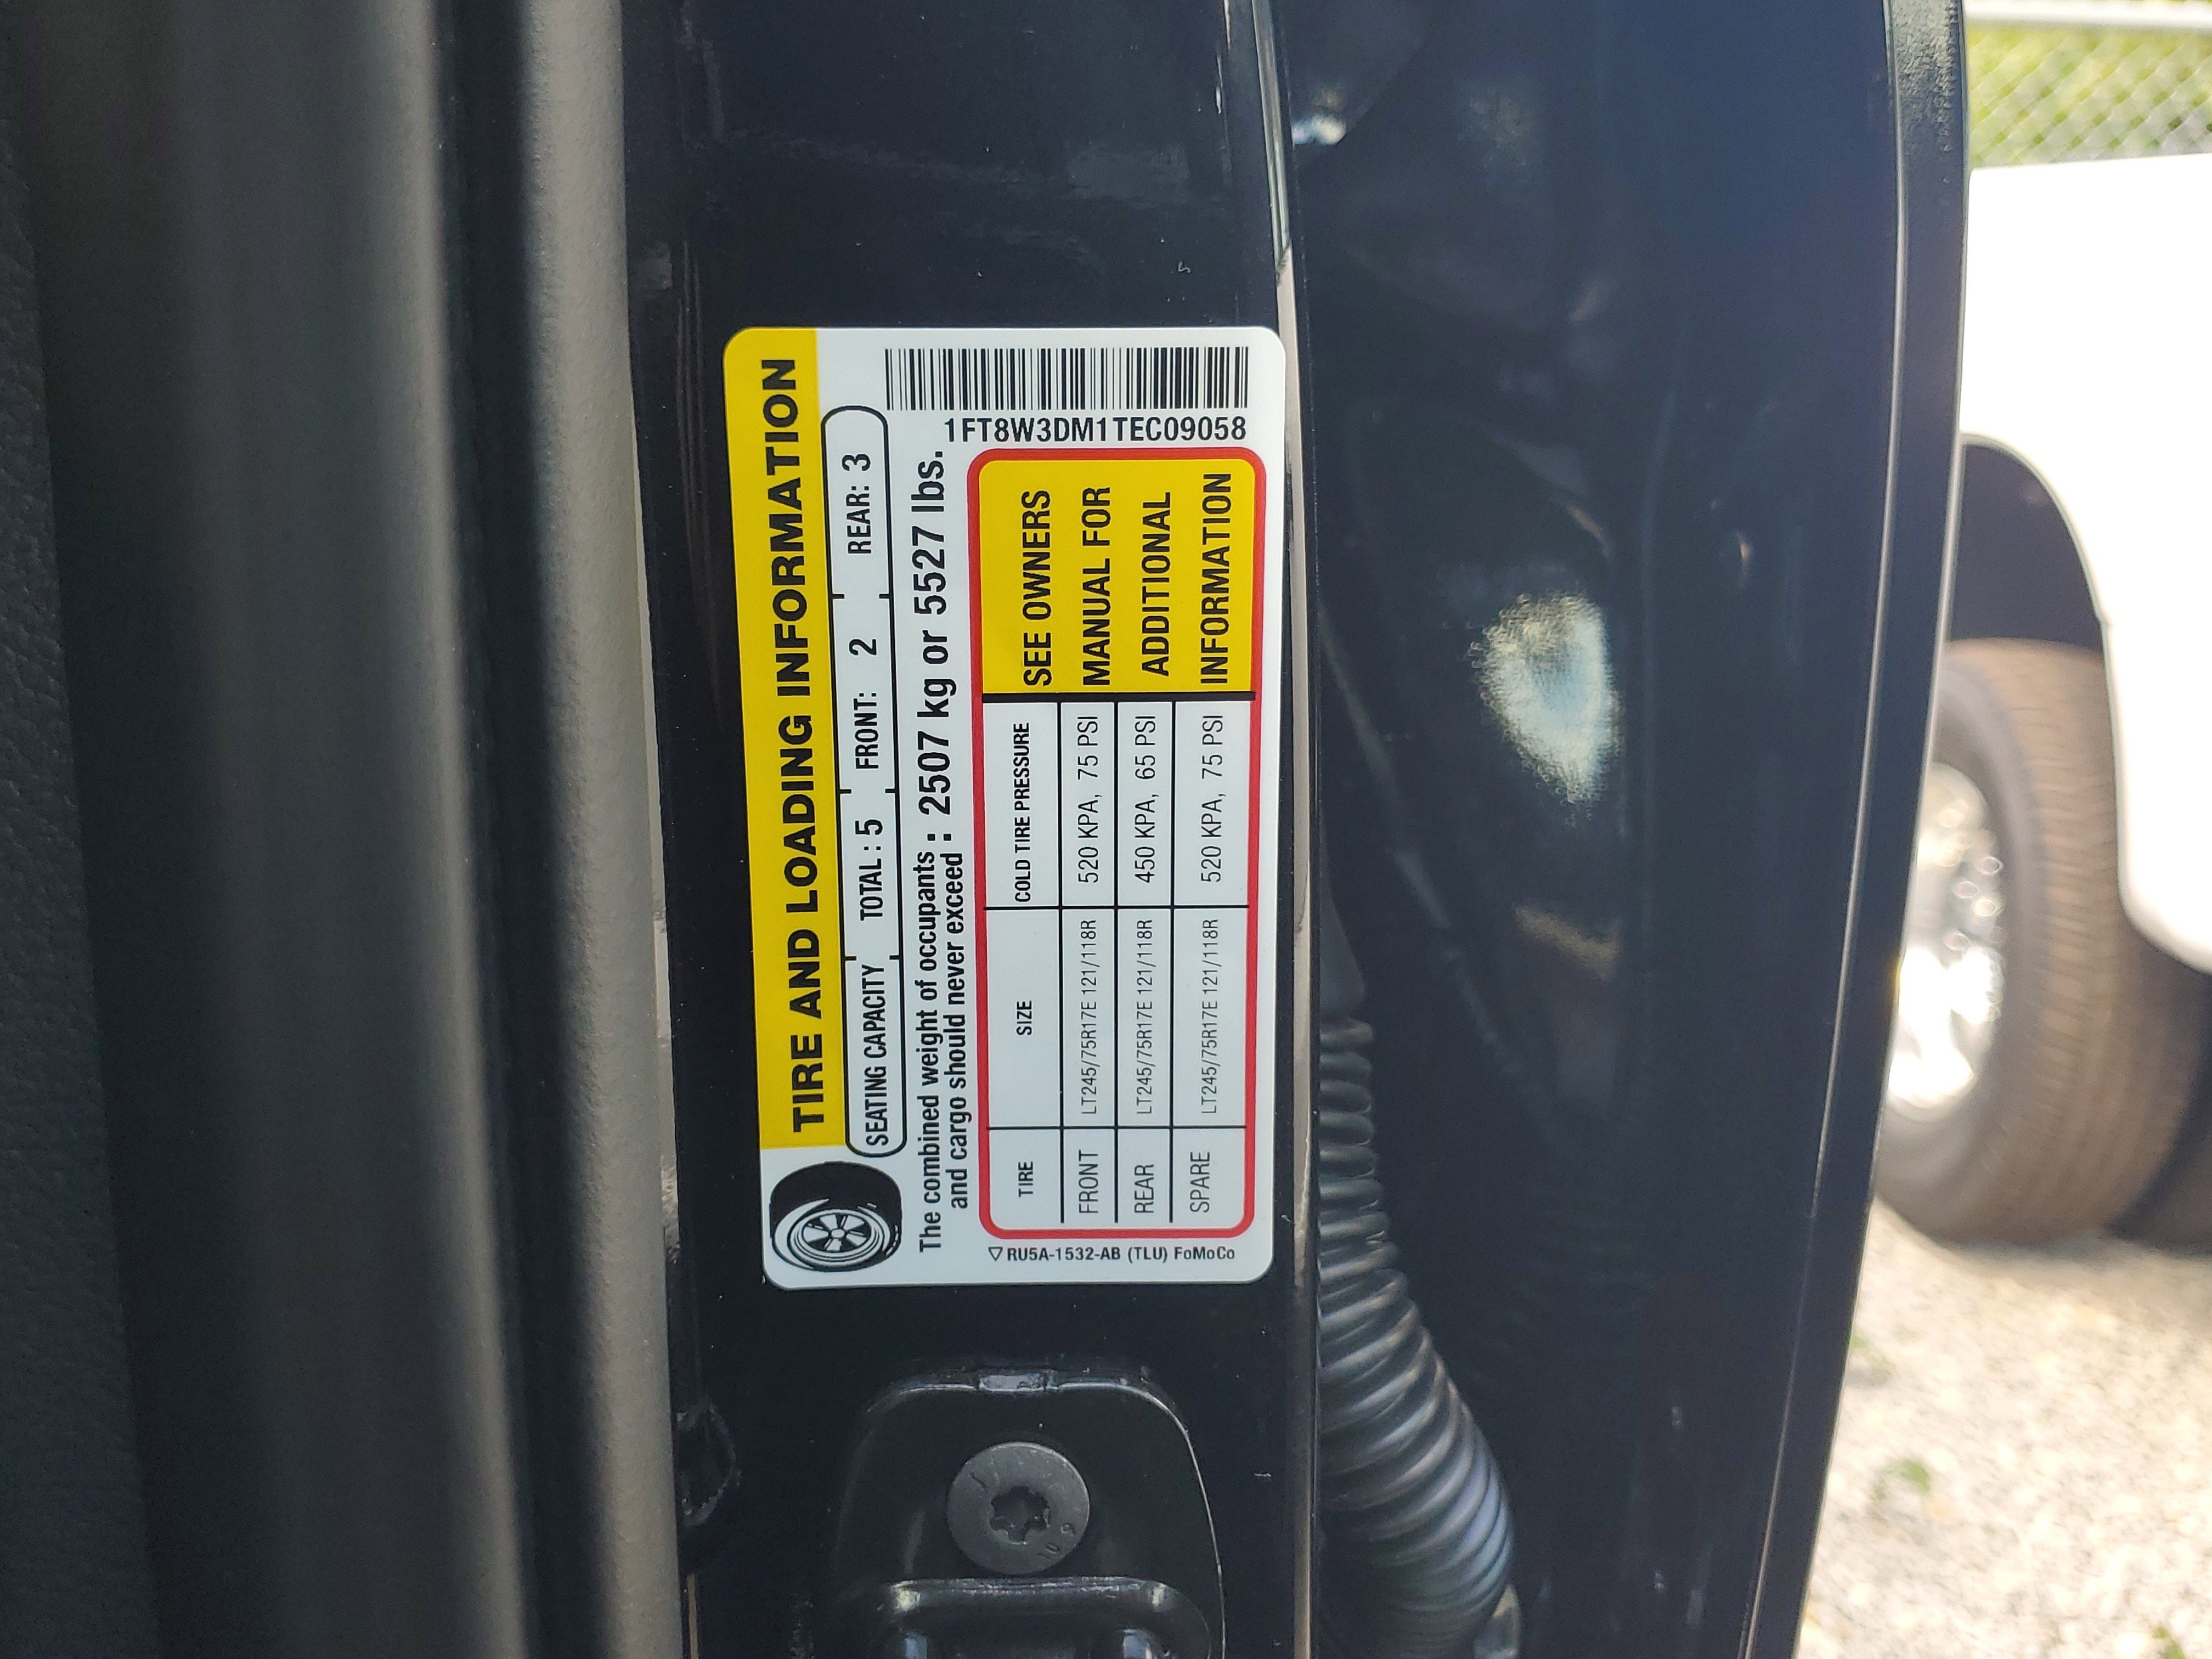 TIRE AND LOADING INFORMATION
SEATING CAPACITY TOTAL : 5 FRONT: 2 REAR: 3
The combined weight of occupants
and cargo should never exceed : 2507 kg or 5527 lbs.
TIRE SIZE COLD TIRE PRESSURE
FRONT LT245/75R17E 121/118R 520 KPA, 75 PSI
REAR LT245/75R17E 121/118R 450 KPA, 65 PSI
SPARE LT245/75R17E 121/118R 520 KPA, 75 PSI
SEE OWNERS
MANUAL FOR
ADDITIONAL
INFORMATION
1FT8W3DM1TEC09058
RU5A-1532-AB (TLU) FoMoCo
10 9